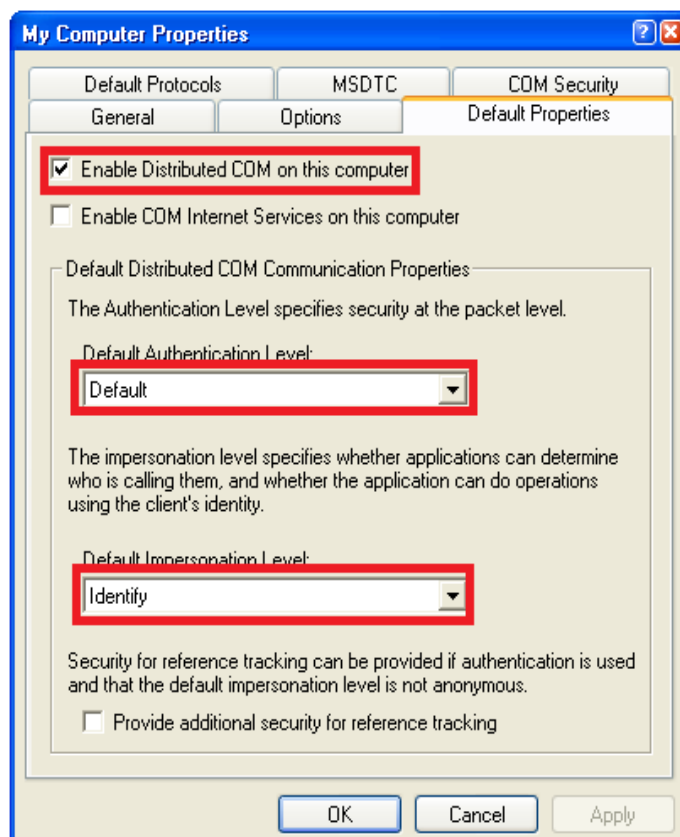 My Computer Properties
Default Protocols MSDTC COM Security
General Options Default Properties
Enable Distributed COM on this computer
Enable COM Internet Services on this computer
Default Distributed COM Communication Properties
The Authentication Level specifies security at the packet level.
Default Authentication Level:
Default
The impersonation level specifies whether applications can determine
who is calling them, and whether the application can do operations
using the client's identity.
Default Impersonation Level:
Identify
Security for reference tracking can be provided if authentication is used
and that the default impersonation level is not anonymous.
Provide additional security for reference tracking
OK Cancel Apply